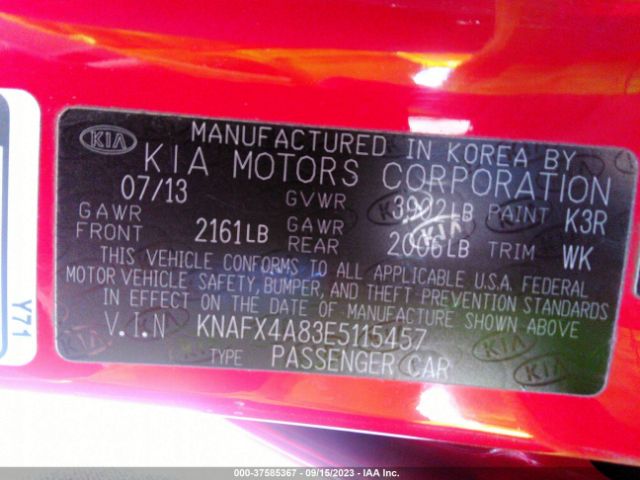 KIA
MANUFACTURED IN KOREA BY
KIA MOTORS CORPORATION
07/13 GVWR 3902LB PAINT K3R
GAWR FRONT 2161LB GAWR REAR 2006LB TRIM WK
THIS VEHICLE CONFORMS TO ALL APPLICABLE U.S.A. FEDERAL
MOTOR VEHICLE SAFETY, BUMPER, AND THEFT PREVENTION STANDARDS
IN EFFECT ON THE DATE OF MANUFACTURE SHOWN ABOVE
V.I.N KNAFX4A83E5115457
TYPE PASSENGER CAR
Y71
000-37585367 - 09/15/2023 - IAA Inc.